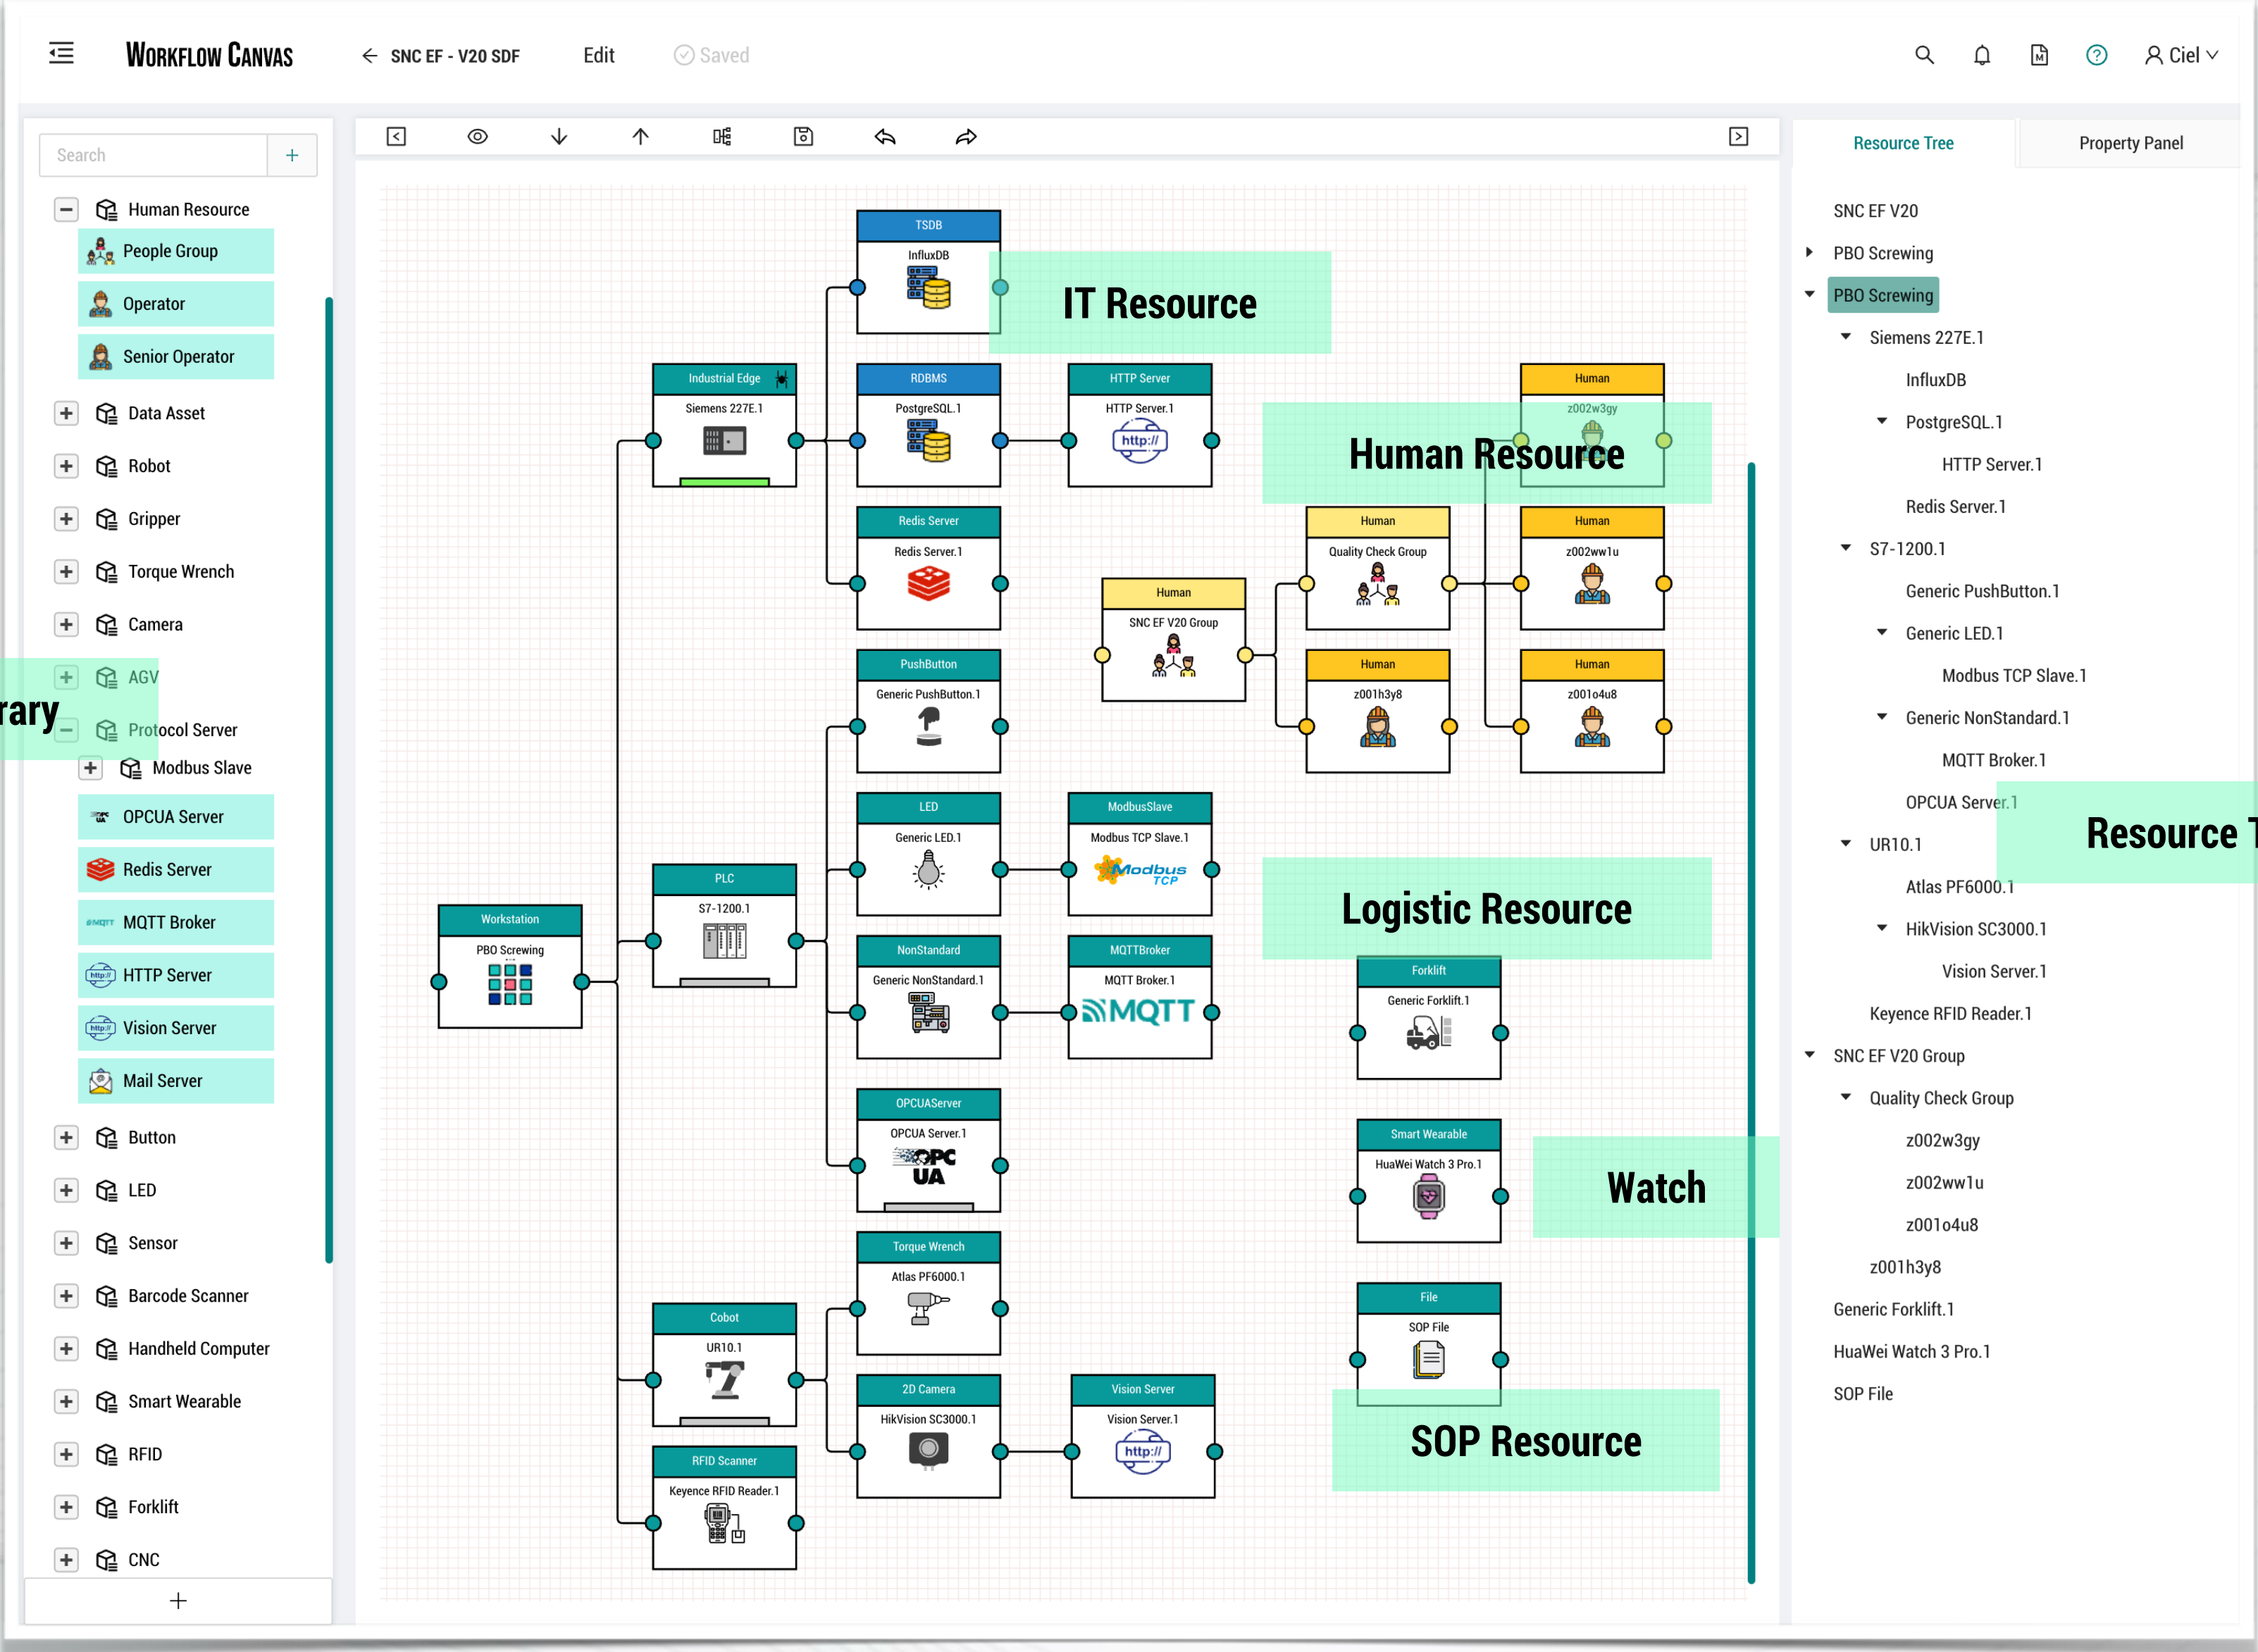 Workflow Canvas
SNC EF - V20 SDF
Edit
Saved
Ciel
Search
Human Resource
People Group
Operator
Senior Operator
Data Asset
Robot
Gripper
Torque Wrench
Camera
AGV
rary
Protocol Server
Modbus Slave
OPCUA Server
Redis Server
MQTT Broker
HTTP Server
Vision Server
Mail Server
Button
LED
Sensor
Barcode Scanner
Handheld Computer
Smart Wearable
RFID
Forklift
CNC
TSDB
InfluxDB
IT Resource
Industrial Edge
Siemens 227E.1
RDBMS
PostgreSQL.1
HTTP Server
HTTP Server.1
http://
Human
z002w3gy
Human Resource
Redis Server
Redis Server.1
Human
Quality Check Group
Human
z002ww1u
Human
SNC EF V20 Group
PushButton
Generic PushButton.1
Human
z001h3y8
Human
z001o4u8
LED
Generic LED.1
ModbusSlave
Modbus TCP Slave.1
Modbus
TCP
PLC
S7-1200.1
Logistic Resource
Workstation
PBO Screwing
NonStandard
Generic NonStandard.1
MQTTBroker
MQTT Broker.1
MQTT
Forklift
Generic Forklift.1
OPCUAServer
OPCUA Server.1
OPC
UA
Smart Wearable
HuaWei Watch 3 Pro.1
Watch
Torque Wrench
Atlas PF6000.1
File
SOP File
Cobot
UR10.1
2D Camera
HikVision SC3000.1
Vision Server
Vision Server.1
http://
SOP Resource
RFID Scanner
Keyence RFID Reader.1
Resource Tree
Property Panel
SNC EF V20
PBO Screwing
PBO Screwing
Siemens 227E.1
InfluxDB
PostgreSQL.1
HTTP Server.1
Redis Server.1
S7-1200.1
Generic PushButton.1
Generic LED.1
Modbus TCP Slave.1
Generic NonStandard.1
MQTT Broker.1
OPCUA Server.1
Resource T
UR10.1
Atlas PF6000.1
HikVision SC3000.1
Vision Server.1
Keyence RFID Reader.1
SNC EF V20 Group
Quality Check Group
z002w3gy
z002ww1u
z001o4u8
z001h3y8
Generic Forklift.1
HuaWei Watch 3 Pro.1
SOP File